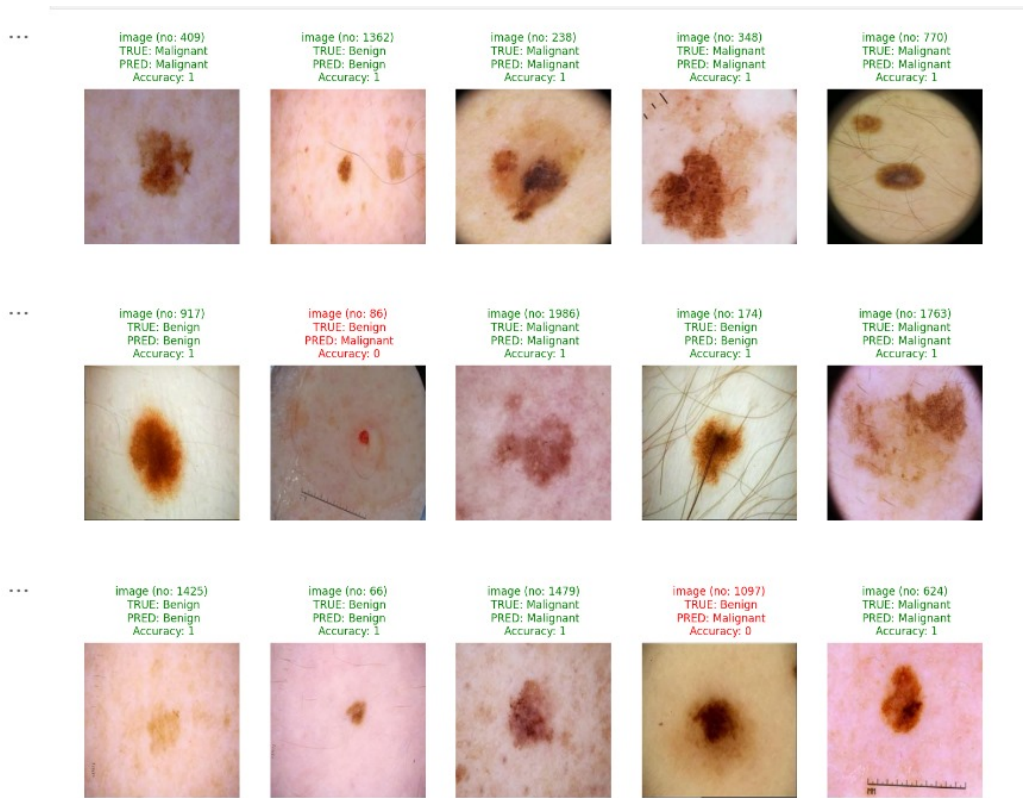 image (no: 409)
TRUE: Malignant
PRED: Malignant
Accuracy: 1
image (no: 1362)
TRUE: Benign
PRED: Benign
Accuracy: 1
image (no: 238)
TRUE: Malignant
PRED: Malignant
Accuracy: 1
image (no: 348)
TRUE: Malignant
PRED: Malignant
Accuracy: 1
image (no: 770)
TRUE: Malignant
PRED: Malignant
Accuracy: 1
image (no: 917)
TRUE: Benign
PRED: Benign
Accuracy: 1
image (no: 86)
TRUE: Benign
PRED: Malignant
Accuracy: 0
image (no: 1986)
TRUE: Malignant
PRED: Malignant
Accuracy: 1
image (no: 174)
TRUE: Benign
PRED: Benign
Accuracy: 1
image (no: 1763)
TRUE: Malignant
PRED: Malignant
Accuracy: 1
image (no: 1425)
TRUE: Benign
PRED: Benign
Accuracy: 1
image (no: 66)
TRUE: Benign
PRED: Benign
Accuracy: 1
image (no: 1479)
TRUE: Malignant
PRED: Malignant
Accuracy: 1
image (no: 1097)
TRUE: Benign
PRED: Malignant
Accuracy: 0
image (no: 624)
TRUE: Malignant
PRED: Malignant
Accuracy: 1